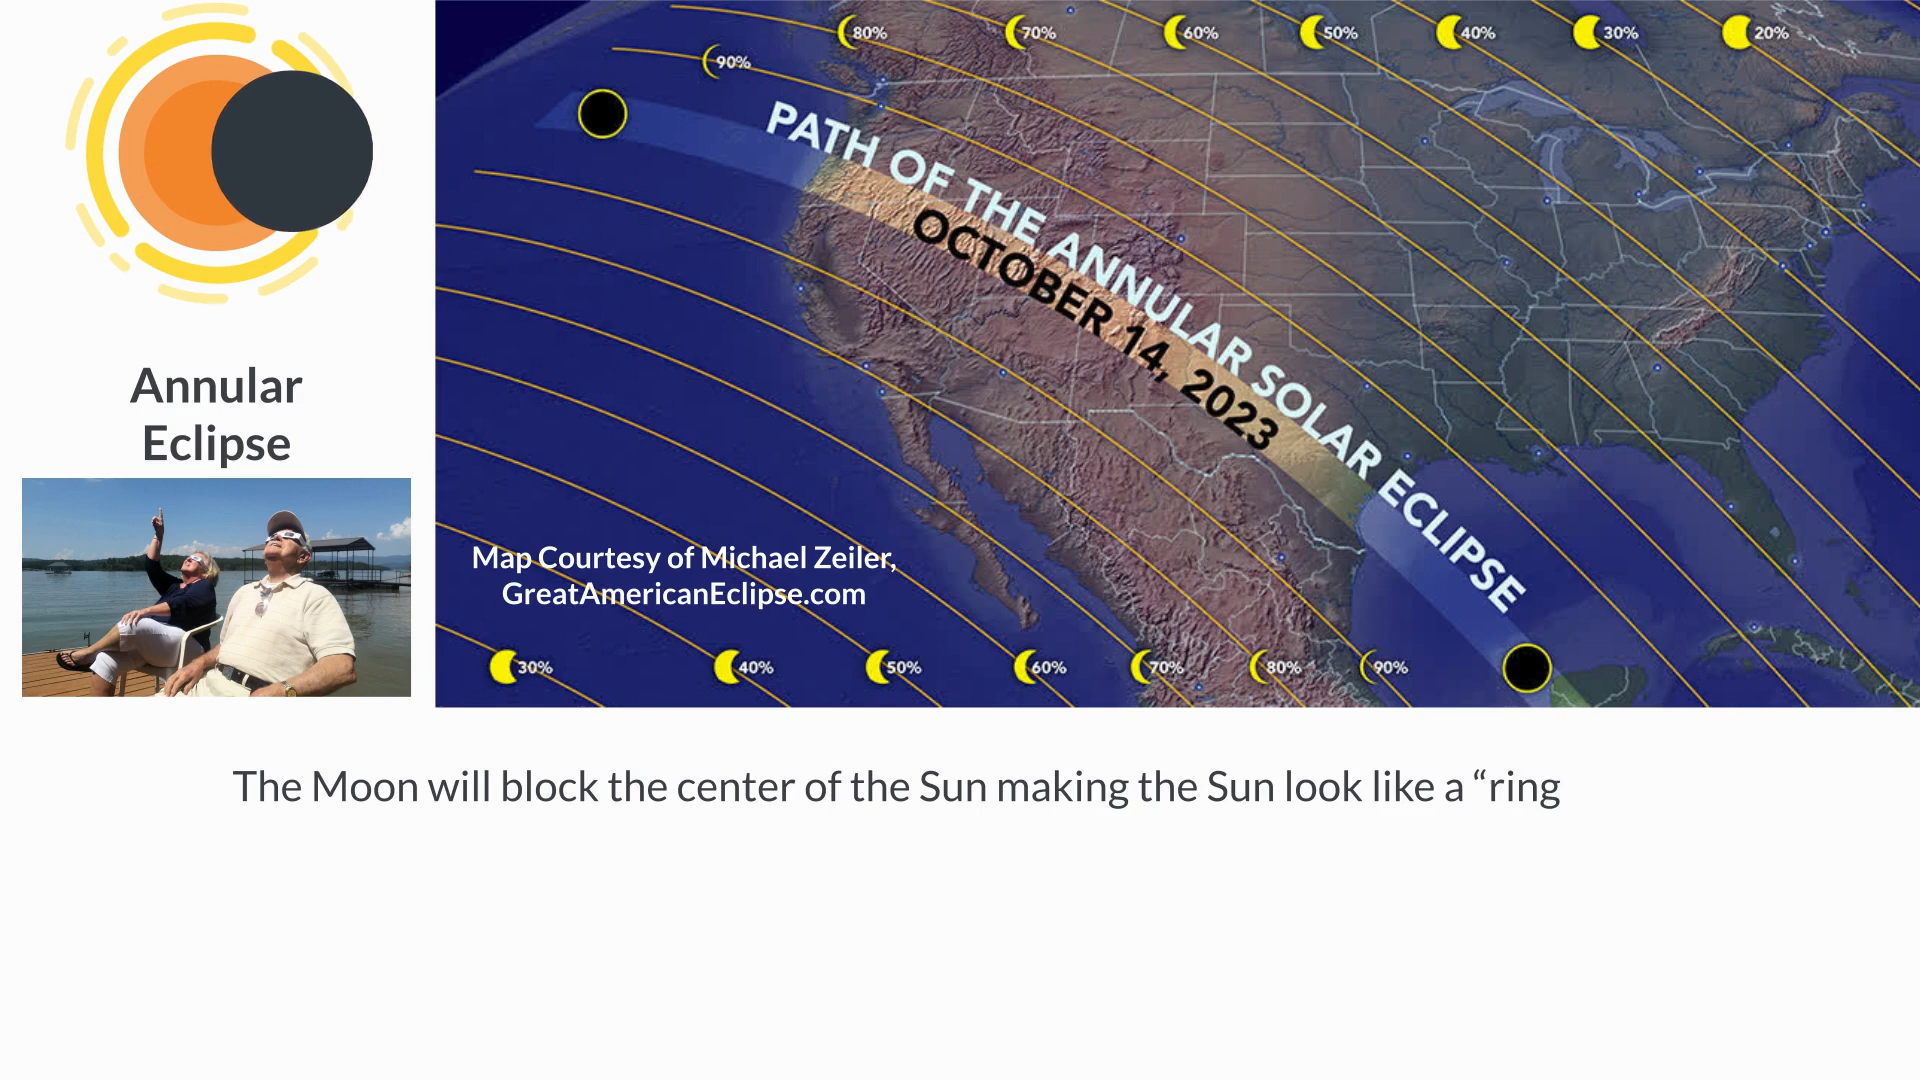 Annular
Eclipse
80%
70%
60%
50%
40%
30%
20%
90%
PATH OF THE ANNULAR SOLAR ECLIPSE
OCTOBER 14, 2023
Map Courtesy of Michael Zeiler,
GreatAmericanEclipse.com
30%
40%
50%
60%
70%
80%
90%
The Moon will block the center of the Sun making the Sun look like a “ring